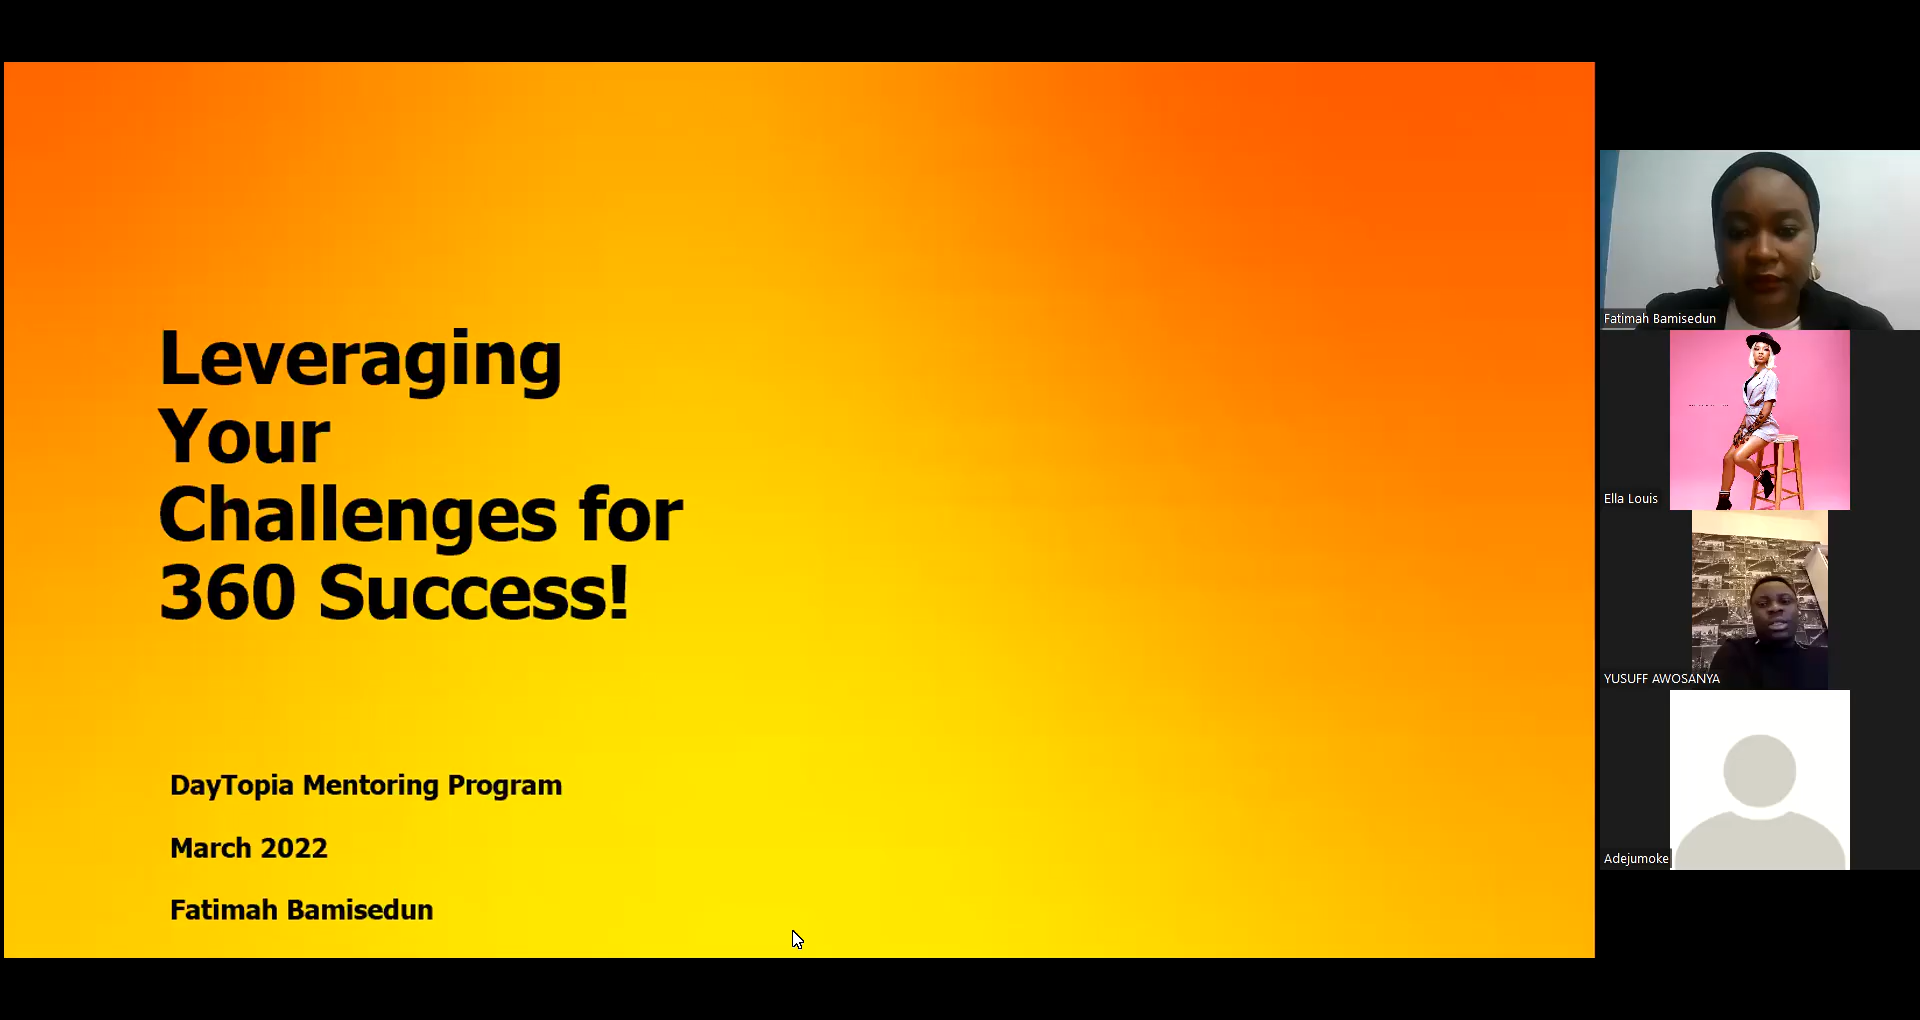 Leveraging
Your
Challenges for
360 Success!
DayTopia Mentoring Program
March 2022
Fatimah Bamisedun
Fatimah Bamisedun
Ella Louis
YUSUFF AWOSANYA
Adejumoke